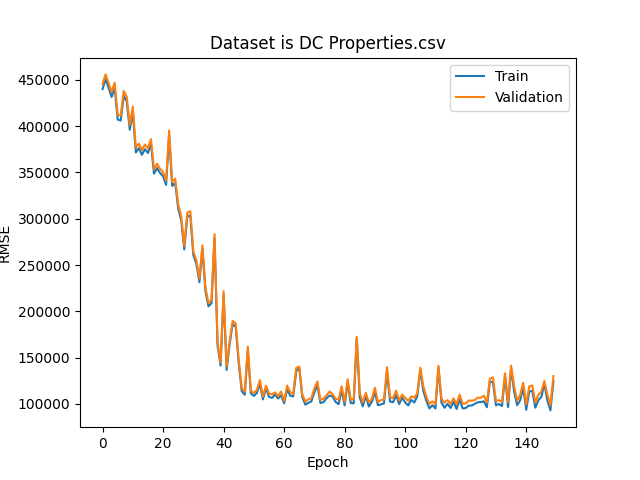 Dataset is DC Properties.csv
Train
Validation
RMSE
450000
400000
350000
300000
250000
200000
150000
100000
0 20 40 60 80 100 120 140
Epoch